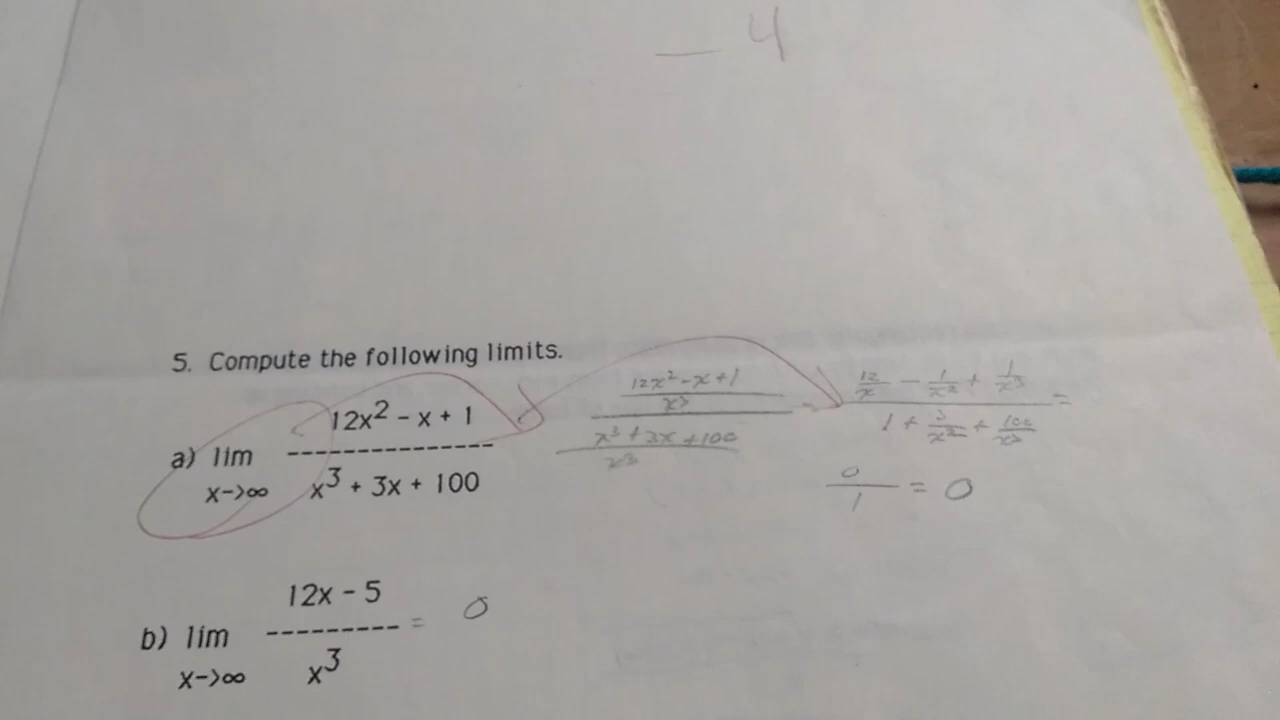 — 4
5. Compute the following limits.
a) lim x->∞ (12x² - x + 1) / (x³ + 3x + 100)
((12x² - x + 1) / x³) / ((x³ + 3x + 100) / x³) = (12/x - 1/x² + 1/x³) / (1 + 3/x² + 100/x³) =
0/1 = 0
b) lim x->∞ (12x - 5) / x³ = 0